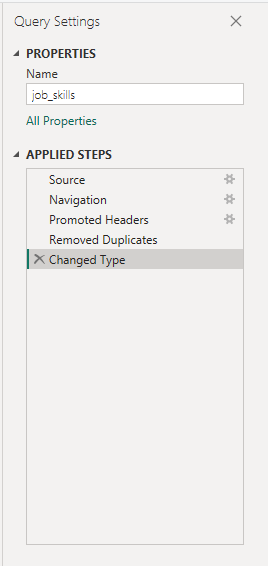 Query Settings
PROPERTIES
Name
job_skills
All Properties
APPLIED STEPS
Source
Navigation
Promoted Headers
Removed Duplicates
Changed Type